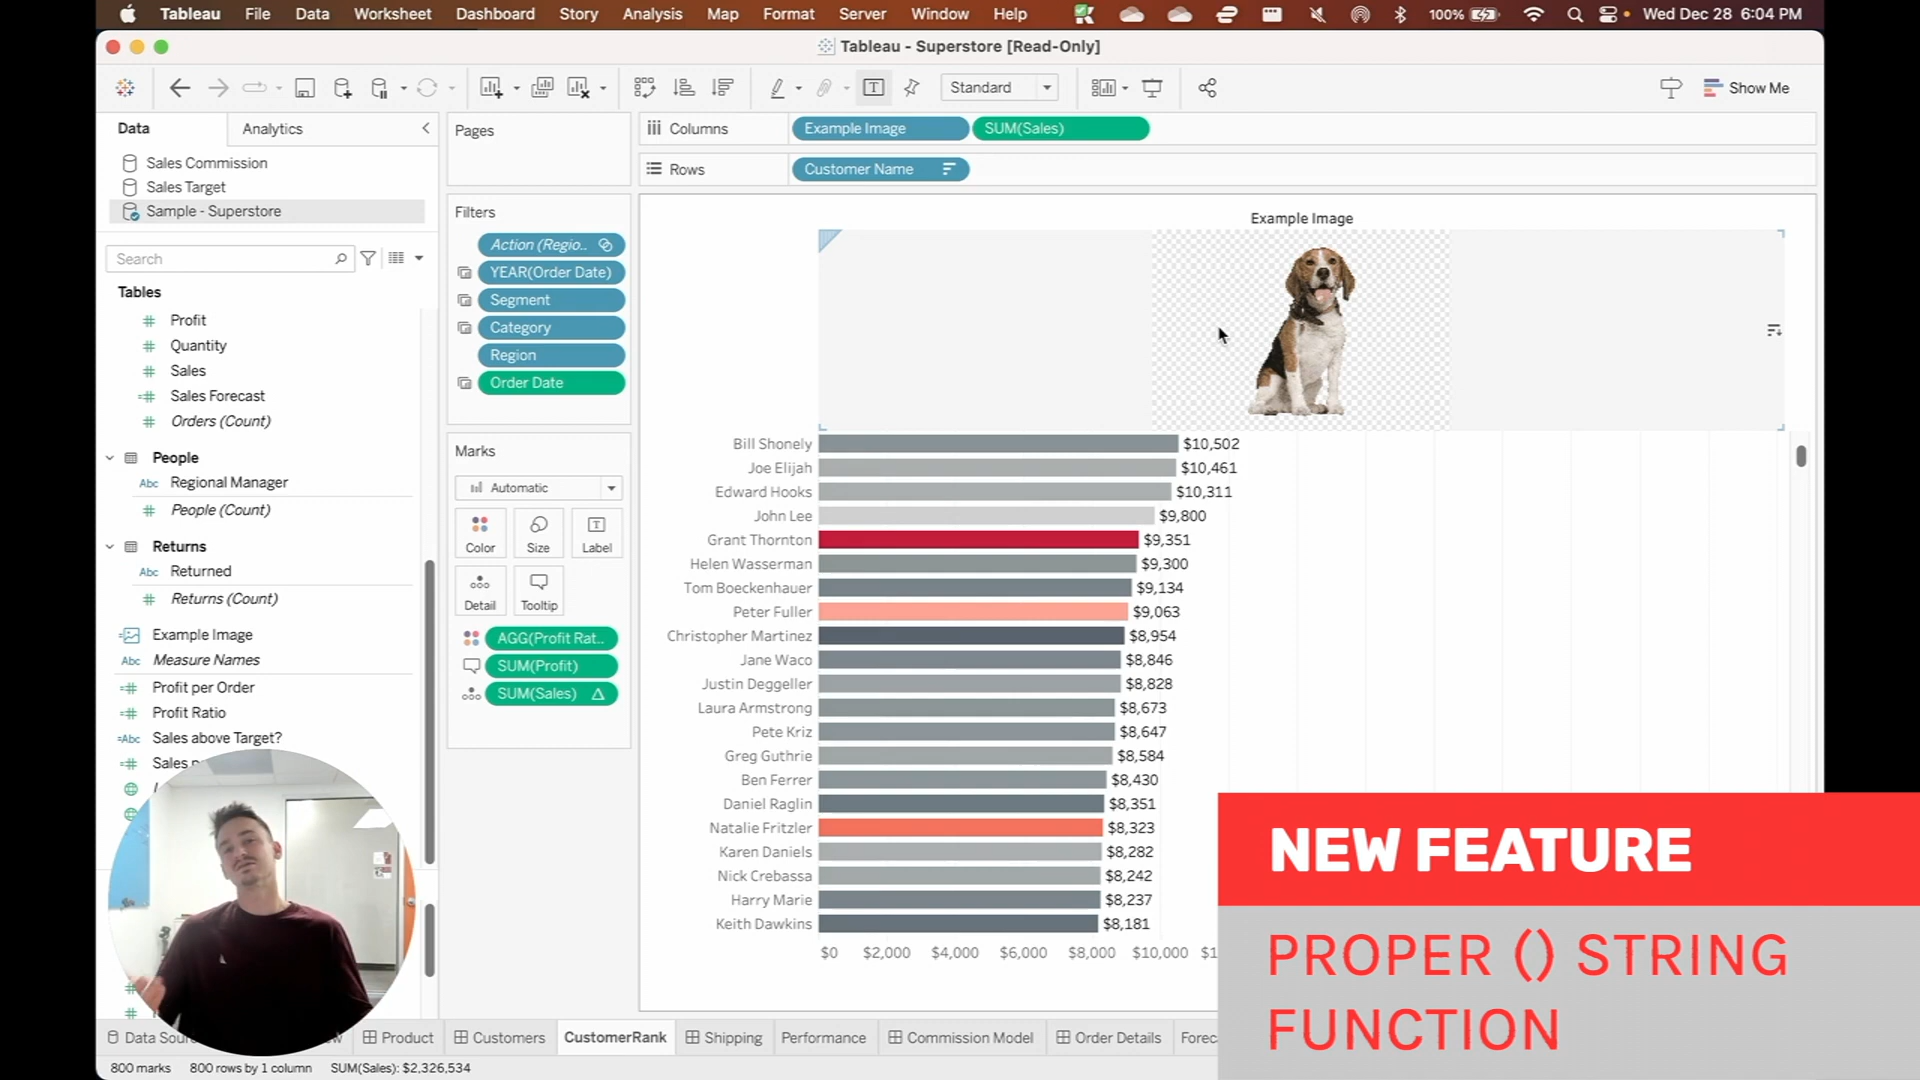 Tableau File Data Worksheet Dashboard Story Analysis Map Format Server Window Help 100% Wed Dec 28 6:04 PM
Tableau - Superstore [Read-Only]
Standard
Show Me
Data Analytics
Sales Commission
Sales Target
Sample - Superstore
Search
Tables
Profit
Quantity
Sales
Sales Forecast
Orders (Count)
People
Abc Regional Manager
People (Count)
Returns
Abc Returned
Returns (Count)
Example Image
Abc Measure Names
Profit per Order
Profit Ratio
=Abc Sales above Target?
Pages
Filters
Action (Regio..
YEAR(Order Date)
Segment
Category
Region
Order Date
Marks
Automatic
Color Size Label
Detail Tooltip
AGG(Profit Rat..
SUM(Profit)
SUM(Sales)
Columns Example Image SUM(Sales)
Rows Customer Name
Example Image
Bill Shonely $10,502
Joe Elijah $10,461
Edward Hooks $10,311
John Lee $9,800
Grant Thornton $9,351
Helen Wasserman $9,300
Tom Boeckenhauer $9,134
Peter Fuller $9,063
Christopher Martinez $8,954
Jane Waco $8,846
Justin Deggeller $8,828
Laura Armstrong $8,673
Pete Kriz $8,647
Greg Guthrie $8,584
Ben Ferrer $8,430
Daniel Raglin $8,351
Natalie Fritzler $8,323
Karen Daniels $8,282
Nick Crebassa $8,242
Harry Marie $8,237
Keith Dawkins $8,181
$0 $2,000 $4,000 $6,000 $8,000 $10,000
NEW FEATURE
PROPER () STRING
FUNCTION
Data Product Customers CustomerRank Shipping Performance Commission Model Order Details
800 marks 800 rows by 1 column SUM(Sales): $2,326,534